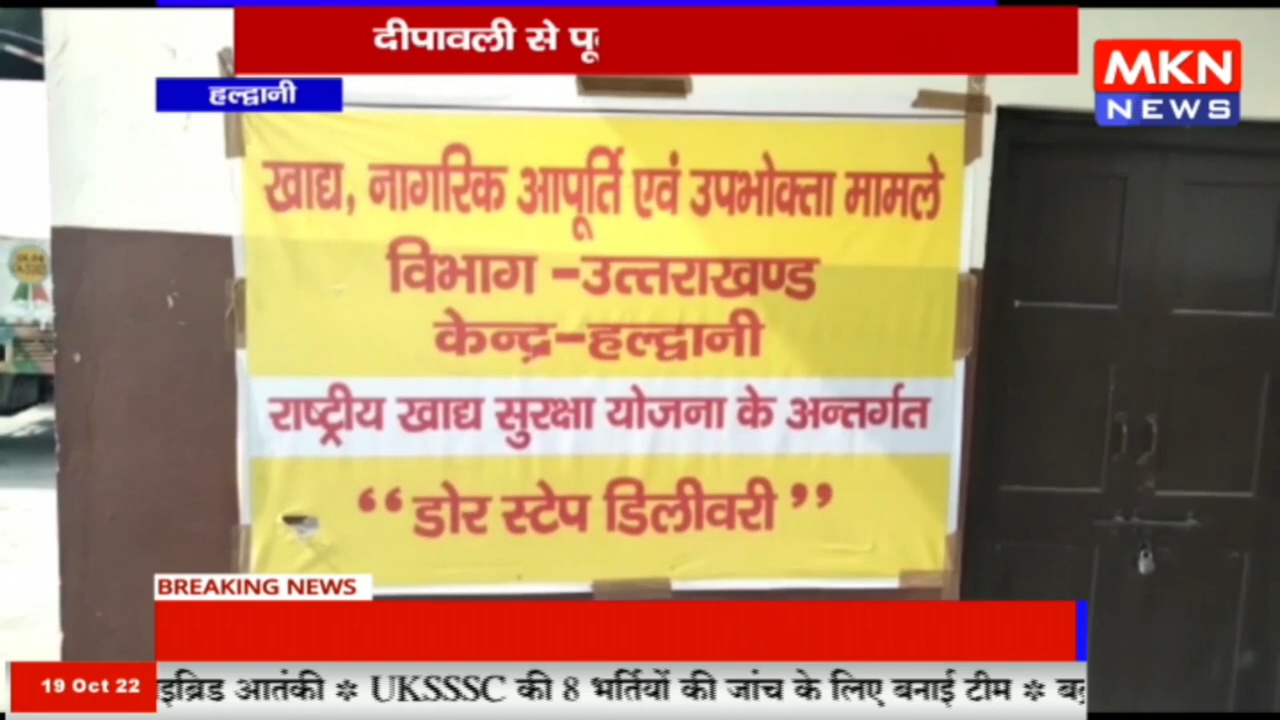 दीपावली से
MKN
NEWS
हल्द्वानी
खाद्य, नागरिक आपूर्ति एवं उपभोक्ता मामले
विभाग -उत्तराखण्ड
केन्द्र-हल्द्वानी
राष्ट्रीय खाद्य सुरक्षा योजना के अन्तर्गत
“ डोर स्टेप डिलीवरी ”
BREAKING NEWS
19 Oct 22
आतंकी * UKSSSC की 8 भर्तियों की जांच के लिए बनाई टीम *